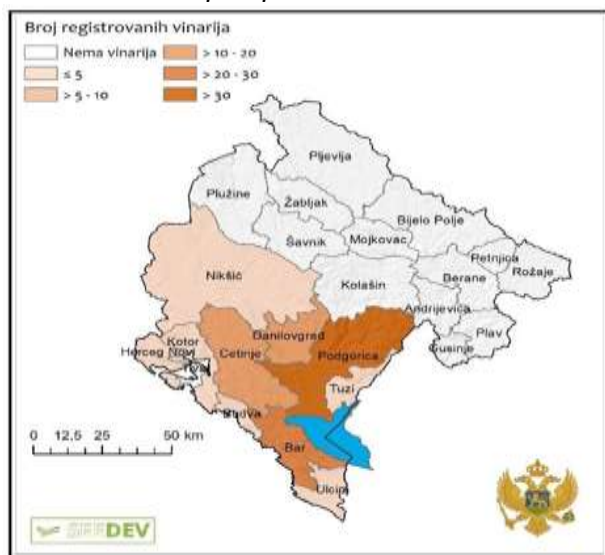 Broj registrovanih vinarija
Nema vinarija
≤ 5
> 5 - 10
> 10 - 20
> 20 - 30
> 30
Pljevlja
Plužine
Žabljak
Bijelo Polje
Šavnik
Mojkovac
Petnjica
Rožaje
Nikšić
Kolašin
Berane
Andrijevica
Plav
Gusinje
Danilovgrad
Podgorica
Kotor
Herceg Novi
Cetinje
Tivat
Tuzi
Budva
Bar
Ulcinj
0 12.5 25 50 km
SEEDEV